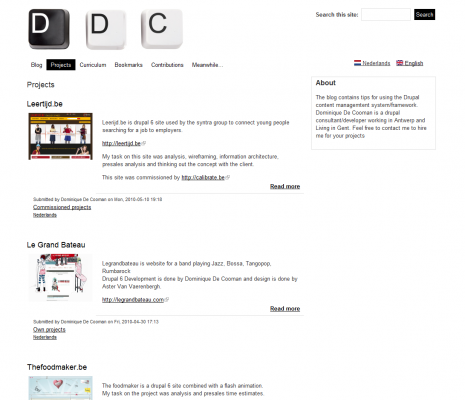 D D C
Search this site: Search
Blog Projects Curriculum Bookmarks Contributions Meanwhile...
Nederlands English
Projects
About
The blog contains tips for using the Drupal
content management system/framework.
Dominique De Cooman is a drupal
consultant/developer working in Antwerp and
Living in Gent. Feel free to contact me to hire
me for your projects
Leertijd.be
Leerijd.be is drupal 6 site used by the syntra group to connect young people
searching for a job to employers.
http://leertijd.be
My task on this site was analysis, wireframing, information architecture,
presales analysis and thinking out the concept with the client.
This site was commissioned by http://calibrate.be
Read more
Submitted by Dominique De Cooman on Mon, 2010-05-10 19:18
Commissioned projects
Nederlands
Le Grand Bateau
Legrandbateau is website for a band playing Jazz, Bossa, Tangopop,
Rumbarock
Drupal 6 Development is done by Dominique De Cooman and design is done by
Aster Van Vaerenbergh.
http://legrandbateau.com
Read more
Submitted by Dominique De Cooman on Fri, 2010-04-30 17:13
Own projects
Nederlands
Thefoodmaker.be
The foodmaker is a drupal 6 site combined with a flash animation.
My task on the project was analysis and presales time estimates.